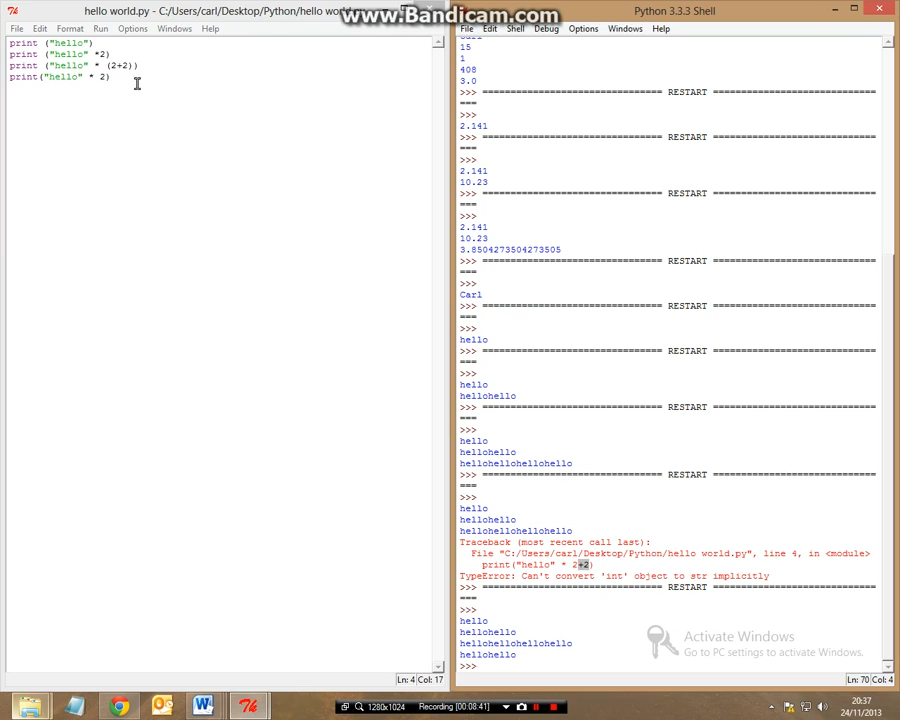 hello world.py - C:/Users/carl/Desktop/Python/hello world.py
www.Bandicam.com
File Edit Format Run Options Windows Help
print ("hello")
print ("hello" *2)
print ("hello" * (2+2))
print("hello" * 2)
Ln: 4 Col: 17
Python 3.3.3 Shell
File Edit Shell Debug Options Windows Help
15
1
408
3.0
>>> ================================ RESTART ================================
===
>>>
2.141
>>> ================================ RESTART ================================
===
>>>
2.141
10.23
>>> ================================ RESTART ================================
===
>>>
2.141
10.23
3.8504273504273505
>>> ================================ RESTART ================================
===
>>>
Carl
>>> ================================ RESTART ================================
===
>>>
hello
>>> ================================ RESTART ================================
===
>>>
hello
hellohello
>>> ================================ RESTART ================================
===
>>>
hello
hellohello
hellohellohellohello
>>> ================================ RESTART ================================
===
>>>
hello
hellohello
hellohellohellohello
Traceback (most recent call last):
File "C:/Users/carl/Desktop/Python/hello world.py", line 4, in <module>
print("hello" * 2+2)
TypeError: Can't convert 'int' object to str implicitly
>>> ================================ RESTART ================================
===
>>>
hello
hellohello
hellohellohellohello
hellohello
>>>
Activate Windows
Go to PC settings to activate Windows.
Ln: 70 Col: 4
1280x1024 Recording [00:08:41]
20:37
24/11/2013